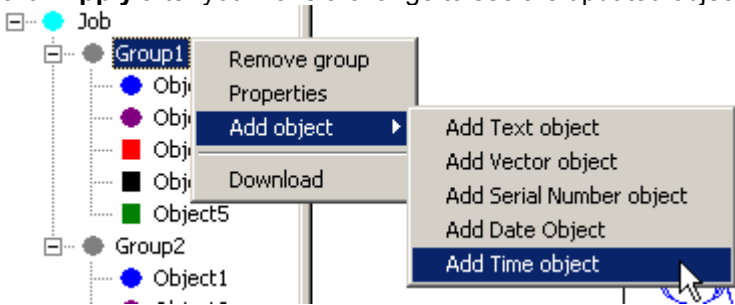 Job
Group1
Remove group
Properties
Add object
Download
Add Text object
Add Vector object
Add Serial Number object
Add Date Object
Add Time object
Object5
Group2
Object1